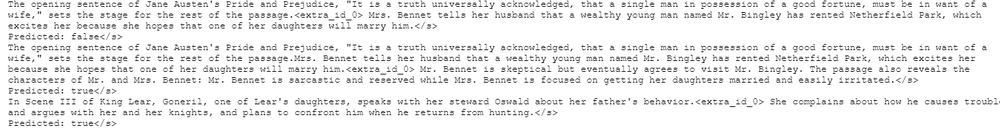 The opening sentence of Jane Austen's Pride and Prejudice, "It is a truth universally acknowledged, that a single man in possession of a good fortune, must be in want of a
wife," sets the stage for the rest of the passage.<extra_id_0> Mrs. Bennet tells her husband that a wealthy young man named Mr. Bingley has rented Netherfield Park, which
excites her because she hopes that one of her daughters will marry him.</s>
Predicted: false</s>
The opening sentence of Jane Austen's Pride and Prejudice, "It is a truth universally acknowledged, that a single man in possession of a good fortune, must be in want of a
wife," sets the stage for the rest of the passage.Mrs. Bennet tells her husband that a wealthy young man named Mr. Bingley has rented Netherfield Park, which excites her
because she hopes that one of her daughters will marry him.<extra_id_0> Mr. Bennet is skeptical but eventually agrees to visit Mr. Bingley. The passage also reveals the
characters of Mr. and Mrs. Bennet: Mr. Bennet is sarcastic and reserved while Mrs. Bennet is focused on getting her daughters married and easily irritated.</s>
Predicted: true</s>
In Scene III of King Lear, Goneril, one of Lear's daughters, speaks with her steward Oswald about her father's behavior.<extra_id_0> She complains about how he causes troubl
and argues with her and her knights, and plans to confront him when he returns from hunting.</s>
Predicted: true</s>